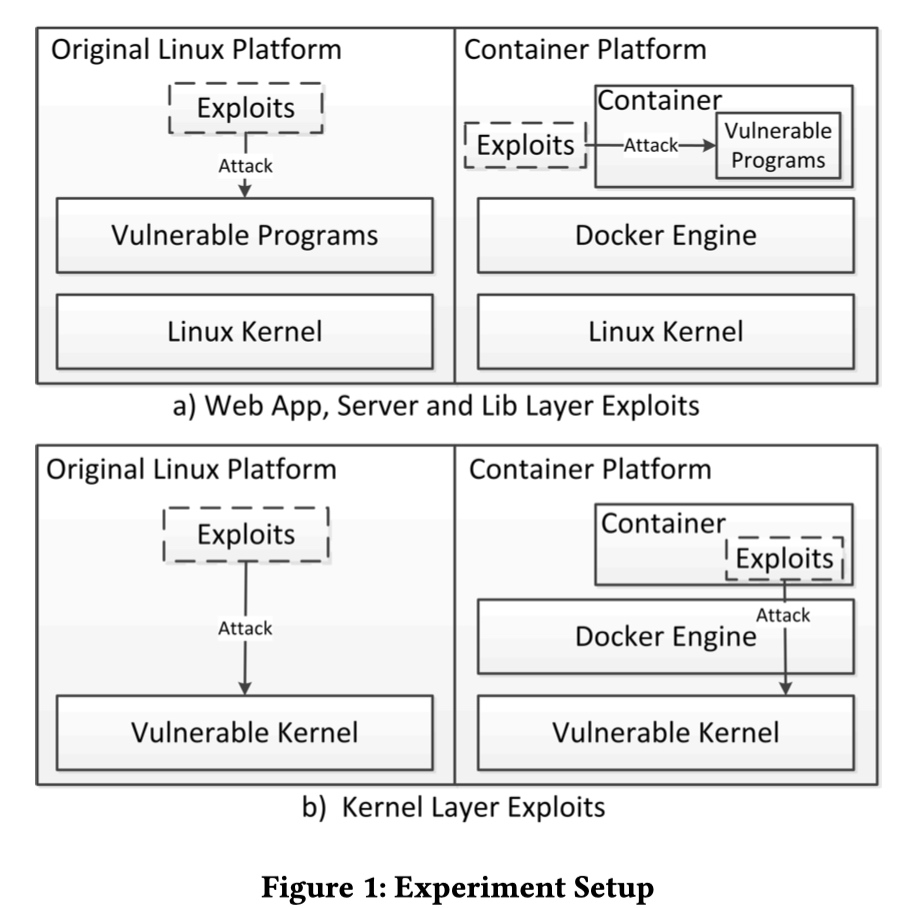 Original Linux Platform
Exploits
Attack
Vulnerable Programs
Linux Kernel
Container Platform
Container
Exploits
Attack
Vulnerable
Programs
Docker Engine
Linux Kernel
a) Web App, Server and Lib Layer Exploits
Original Linux Platform
Exploits
Attack
Vulnerable Kernel
Container Platform
Container
Exploits
Attack
Docker Engine
Vulnerable Kernel
b) Kernel Layer Exploits
Figure 1: Experiment Setup